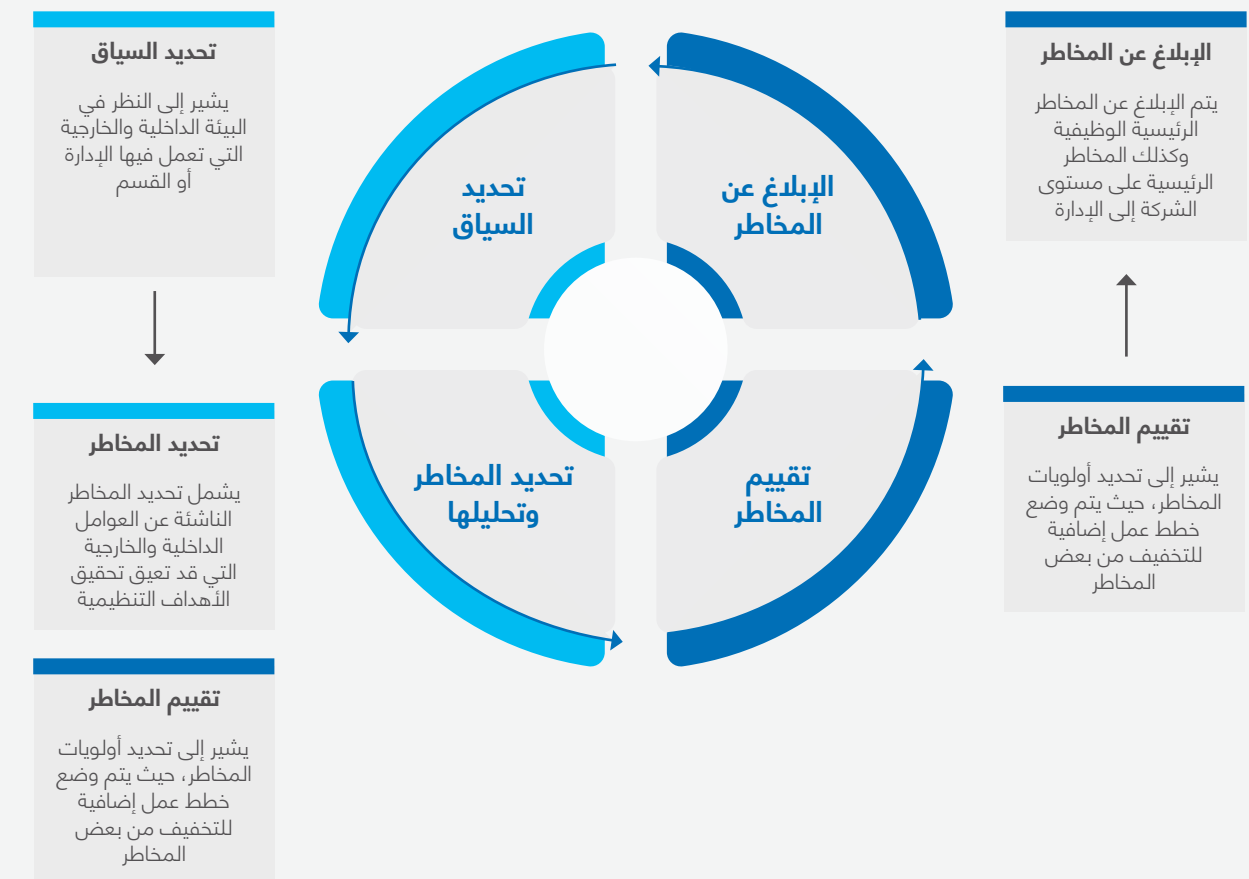 الإبلاغ عن المخاطر
يتم الإبلاغ عن المخاطر
الرئيسية الوظيفية
وكذلك المخاطر
الرئيسية على مستوى
الشركة إلى الإدارة
تقييم المخاطر
يشير إلى تحديد أولويات
المخاطر، حيث يتم وضع
خطط عمل إضافية
للتخفيف من بعض
المخاطر
الإبلاغ عن
المخاطر
تحديد
السياق
تقييم
المخاطر
تحديد المخاطر
وتحليلها
تحديد السياق
يشير إلى النظر في
البيئة الداخلية والخارجية
التي تعمل فيها الإدارة
أو القسم
تحديد المخاطر
يشمل تحديد المخاطر
الناشئة عن العوامل
الداخلية والخارجية
التي قد تعيق تحقيق
الأهداف التنظيمية
تقييم المخاطر
يشير إلى تحديد أولويات
المخاطر، حيث يتم وضع
خطط عمل إضافية
للتخفيف من بعض
المخاطر